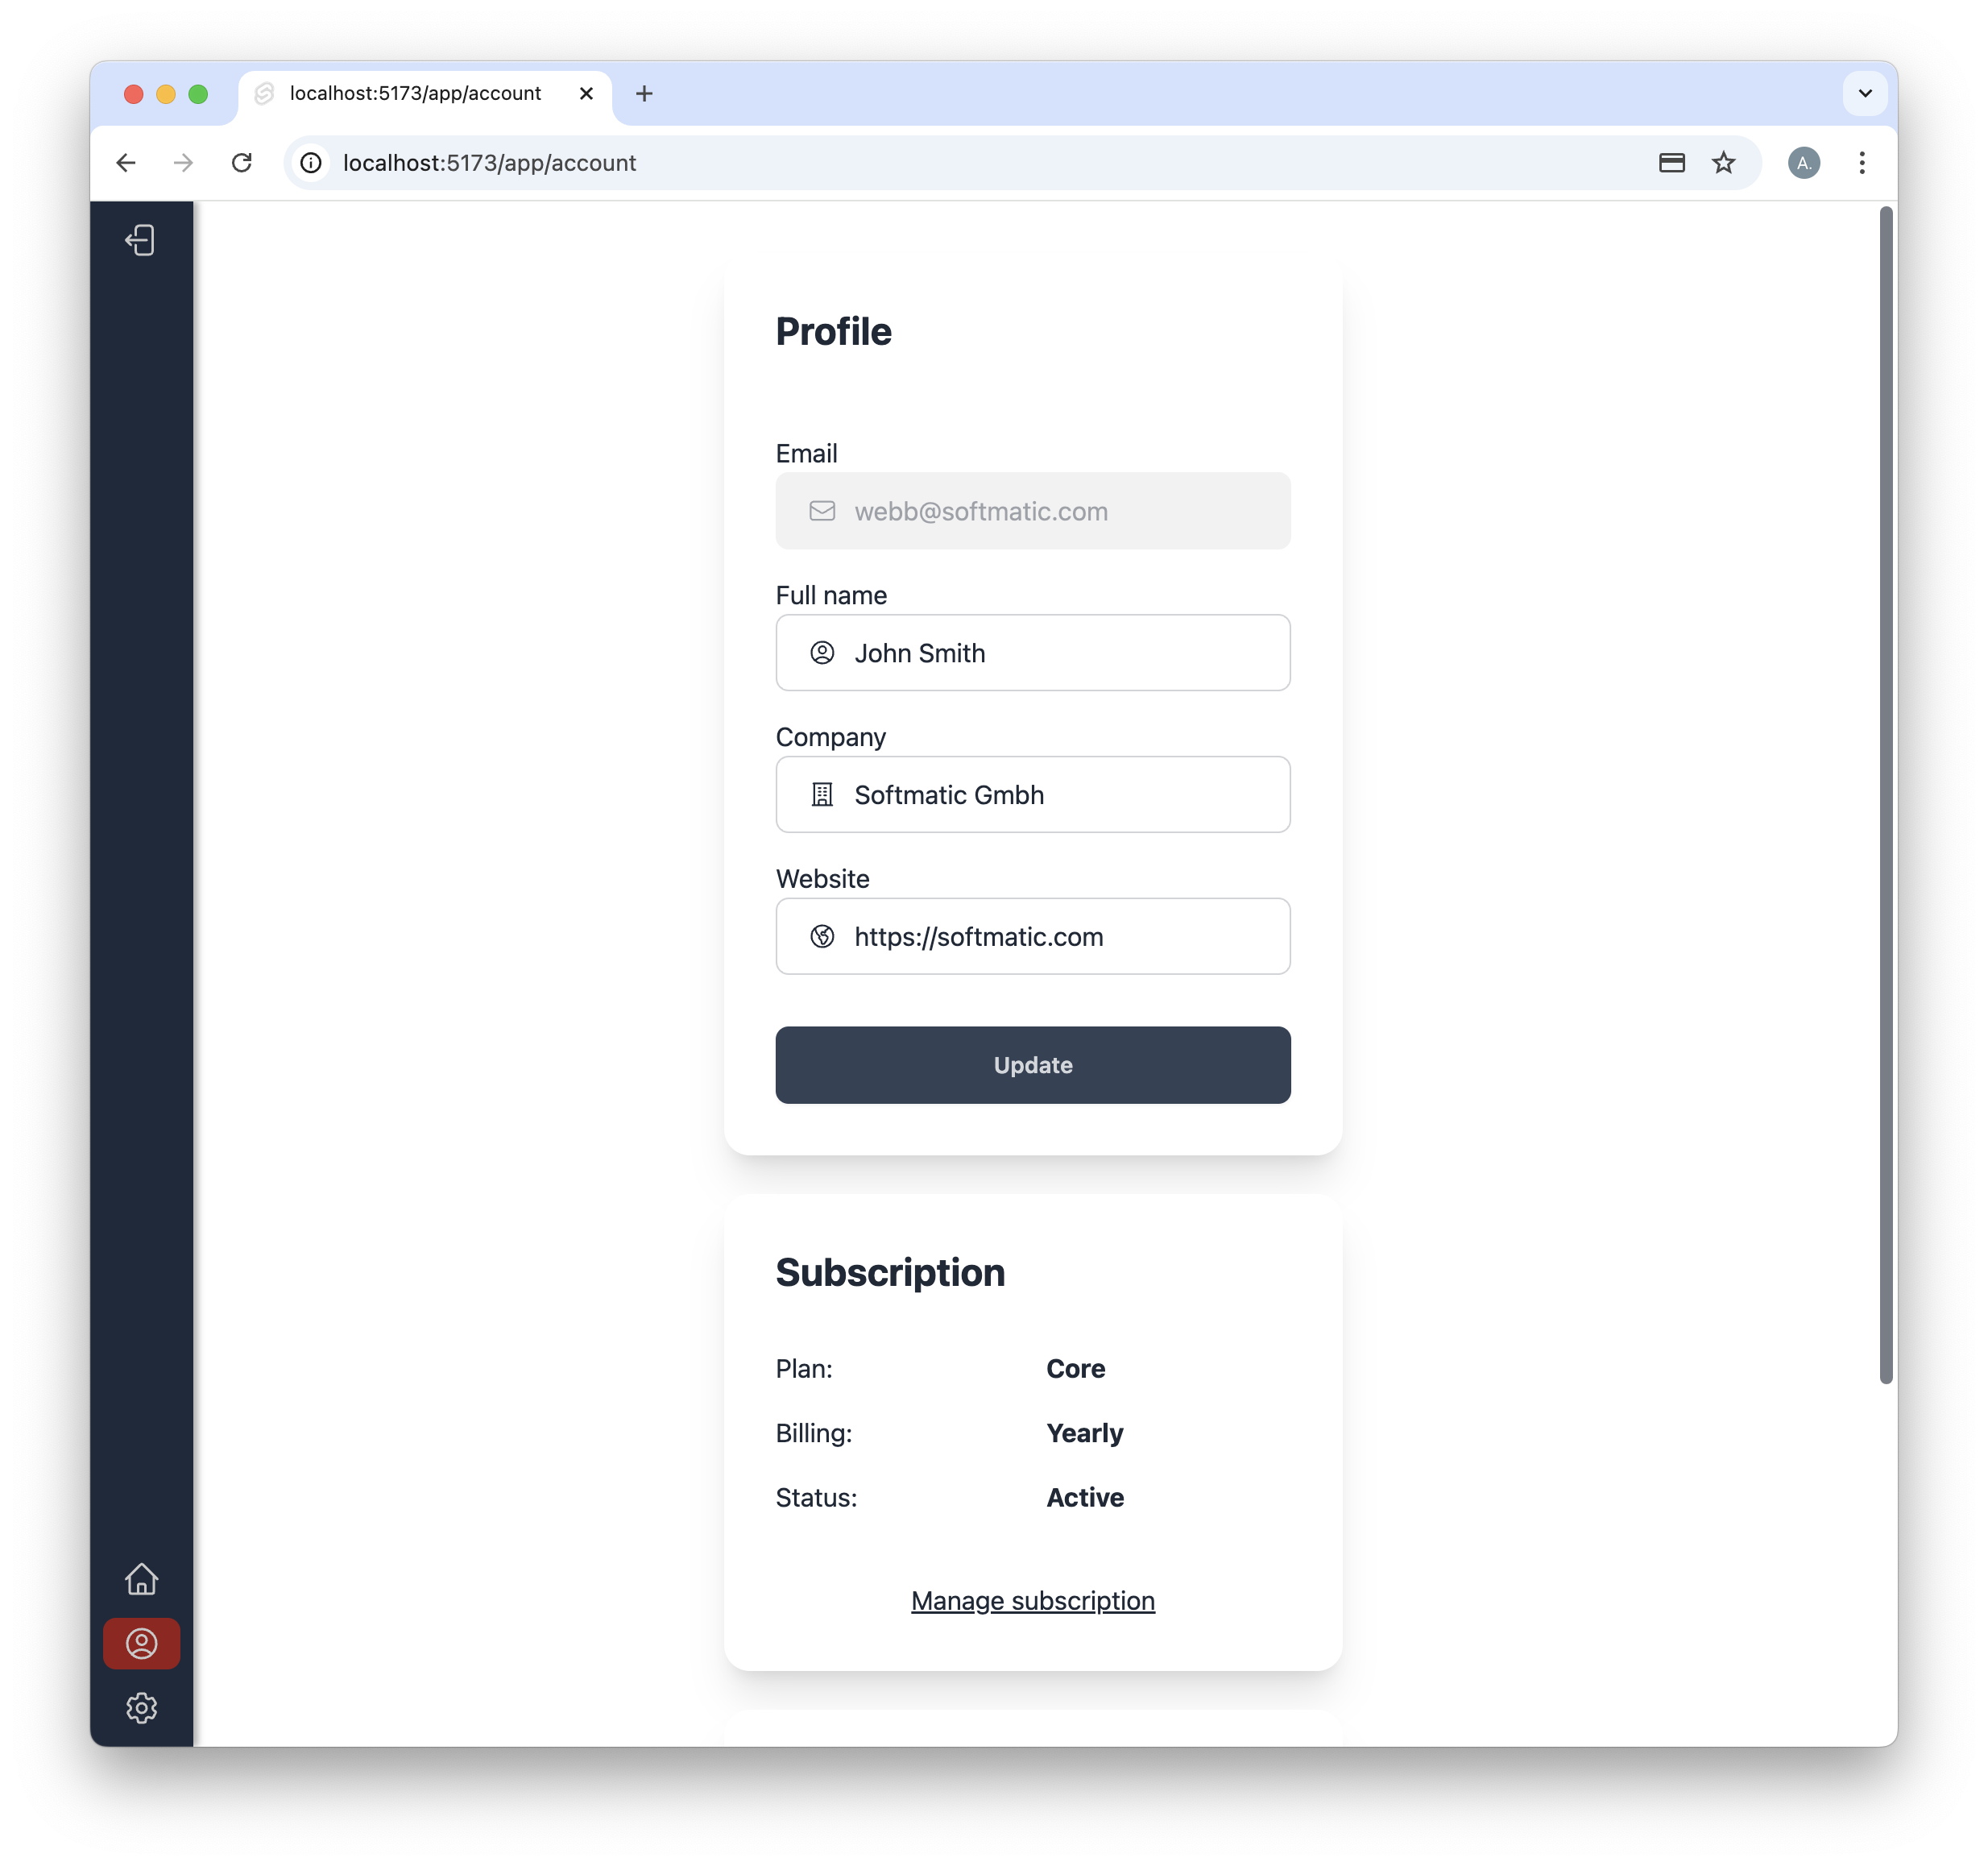 localhost:5173/app/account
localhost:5173/app/account
A.
Profile
Email
webb@softmatic.com
Full name
John Smith
Company
Softmatic Gmbh
Website
https://softmatic.com
Update
Subscription
Plan: Core
Billing: Yearly
Status: Active
Manage subscription